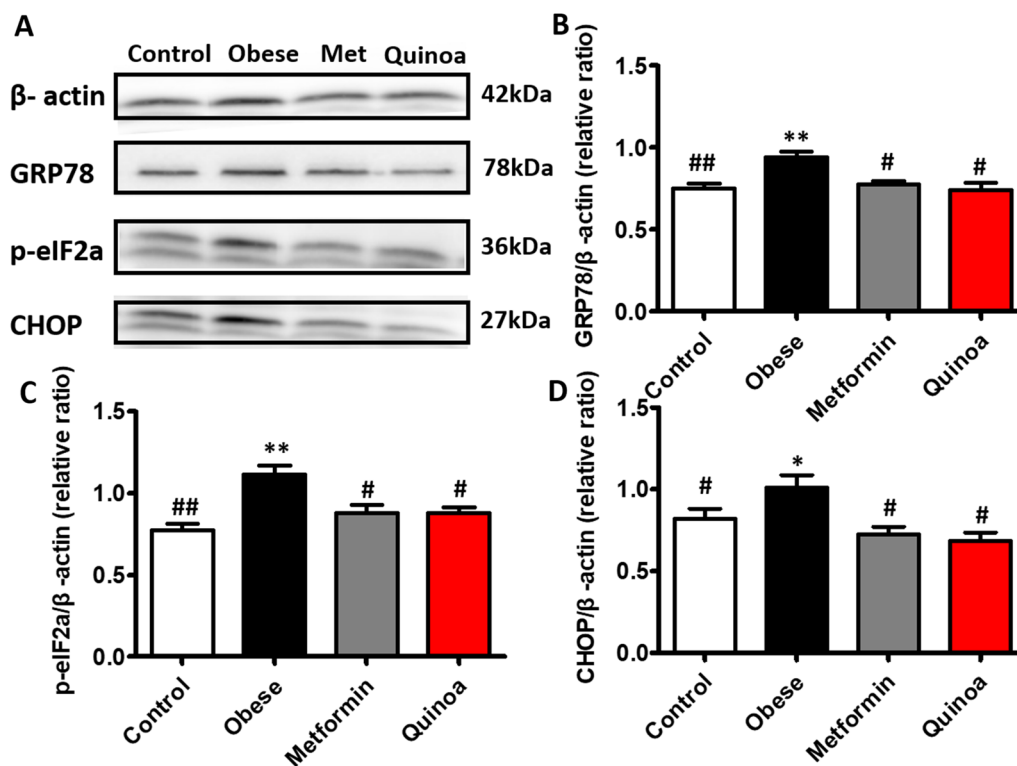 A
Control Obese Met Quinoa
β- actin 42kDa
GRP78 78kDa
p-eIF2a 36kDa
CHOP 27kDa
B
GRP78/β -actin (relative ratio)
1.5
1.0
0.5
0.0
##
**
#
#
Control
Obese
Metformin
Quinoa
C
p-eIF2a/β -actin (relative ratio)
1.5
1.0
0.5
0.0
##
**
#
#
Control
Obese
Metformin
Quinoa
D
CHOP/β -actin (relative ratio)
1.5
1.0
0.5
0.0
#
*
#
#
Control
Obese
Metformin
Quinoa